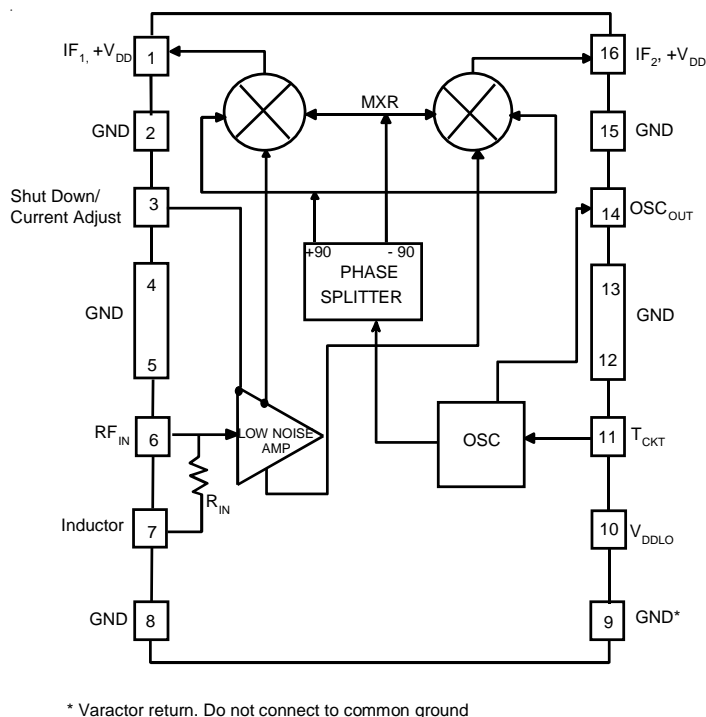 IF1, +VDD
1
16
IF2, +VDD
MXR
GND
2
15
GND
Shut Down/
Current Adjust
3
14
OSCOUT
+90
- 90
PHASE
SPLITTER
4
GND
5
13
GND
12
RFIN
6
LOW NOISE
AMP
OSC
11
TCKT
RIN
Inductor
7
10
VDDLO
GND
8
9
GND*
* Varactor return. Do not connect to common ground